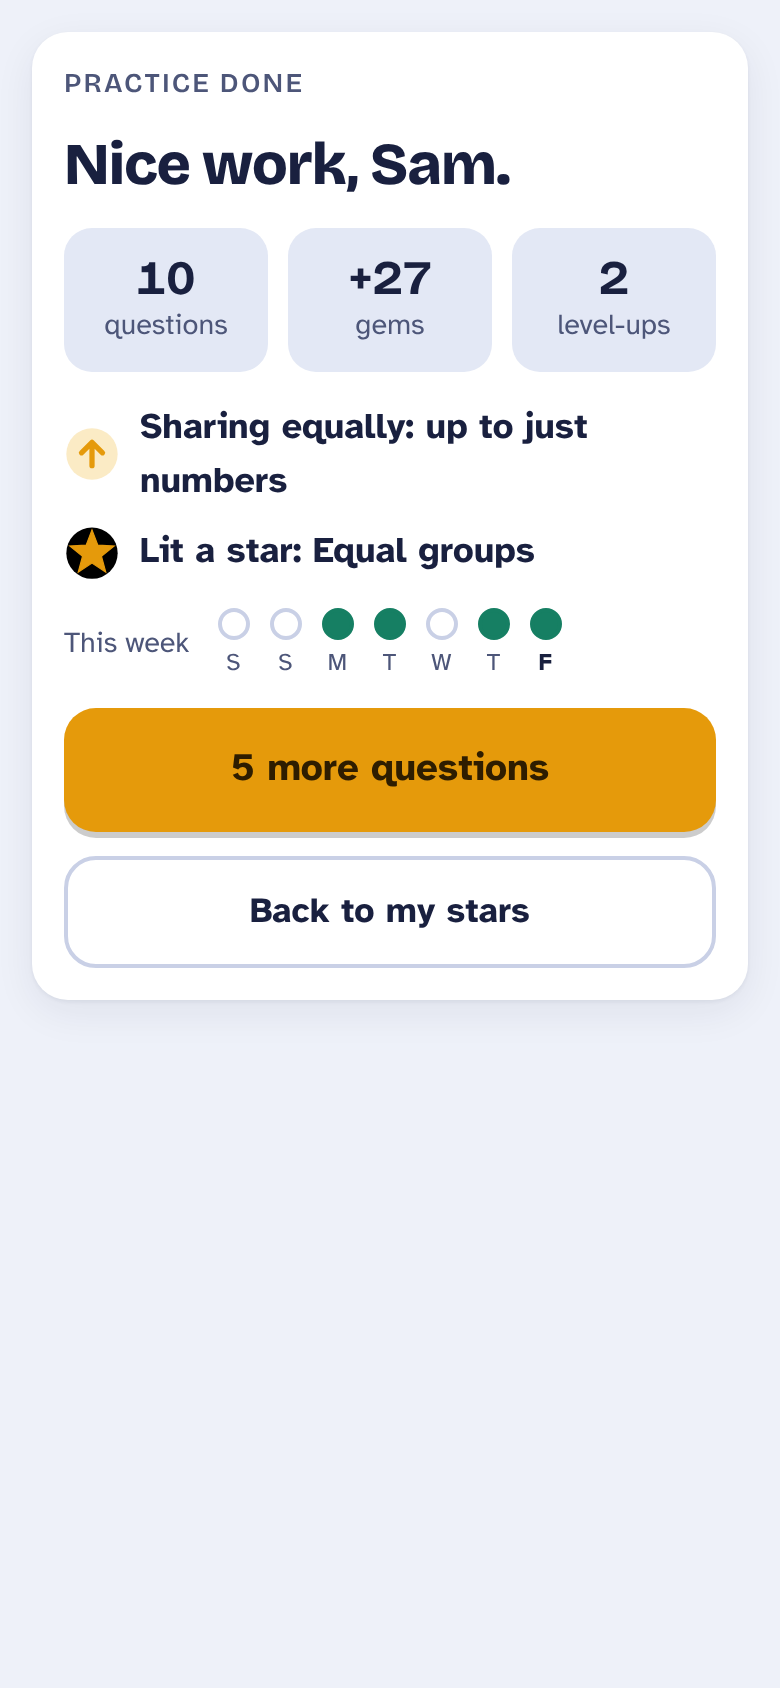 PRACTICE DONE
Nice work, Sam.
10
questions
+27
gems
2
level-ups
Sharing equally: up to just
numbers
Lit a star: Equal groups
This week
S S M T W T F
5 more questions
Back to my stars